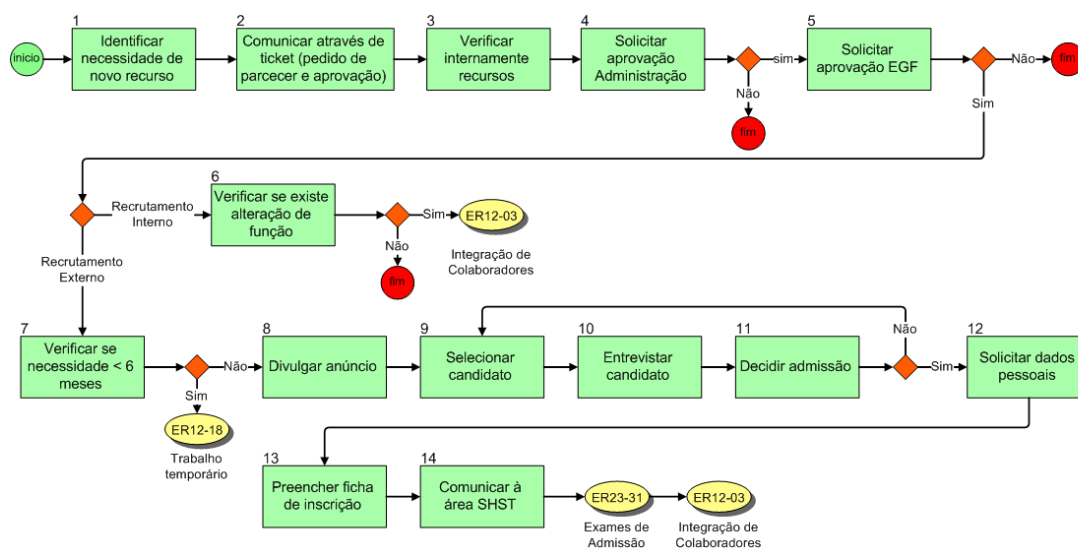 1
2
3
4
5
início
Identificar
necessidade de
novo recurso
Comunicar através de
ticket (pedido de
parcecer e aprovação)
Verificar
internamente
recursos
Solicitar
aprovação
Administração
sim
Não
fim
Solicitar
aprovação EGF
Não
fim
Sim
Recrutamento
Interno
6
Verificar se existe
alteração de
função
Sim
ER12-03
Integração de
Colaboradores
Não
fim
Recrutamento
Externo
7
Verificar se
necessidade < 6
meses
Não
Sim
ER12-18
Trabalho
temporário
8
Divulgar anúncio
9
Selecionar
candidato
10
Entrevistar
candidato
11
Decidir admissão
Não
Sim
12
Solicitar dados
pessoais
13
Preencher ficha
de inscrição
14
Comunicar à
área SHST
ER23-31
Exames de
Admissão
ER12-03
Integração de
Colaboradores